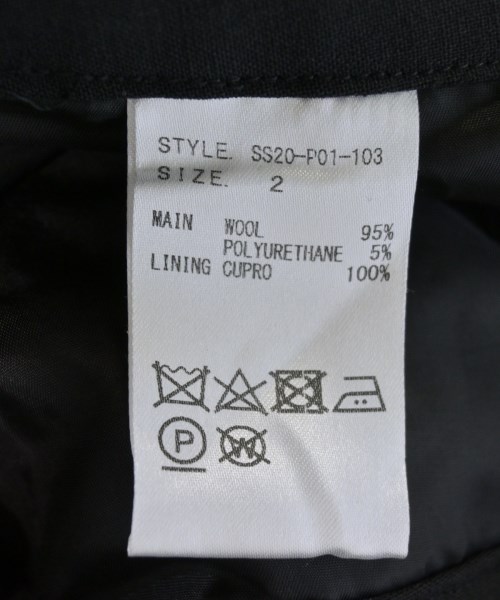 STYLE. SS20-P01-103
SIZE. 2
MAIN WOOL 95%
POLYURETHANE 5%
LINING CUPRO 100%
P W